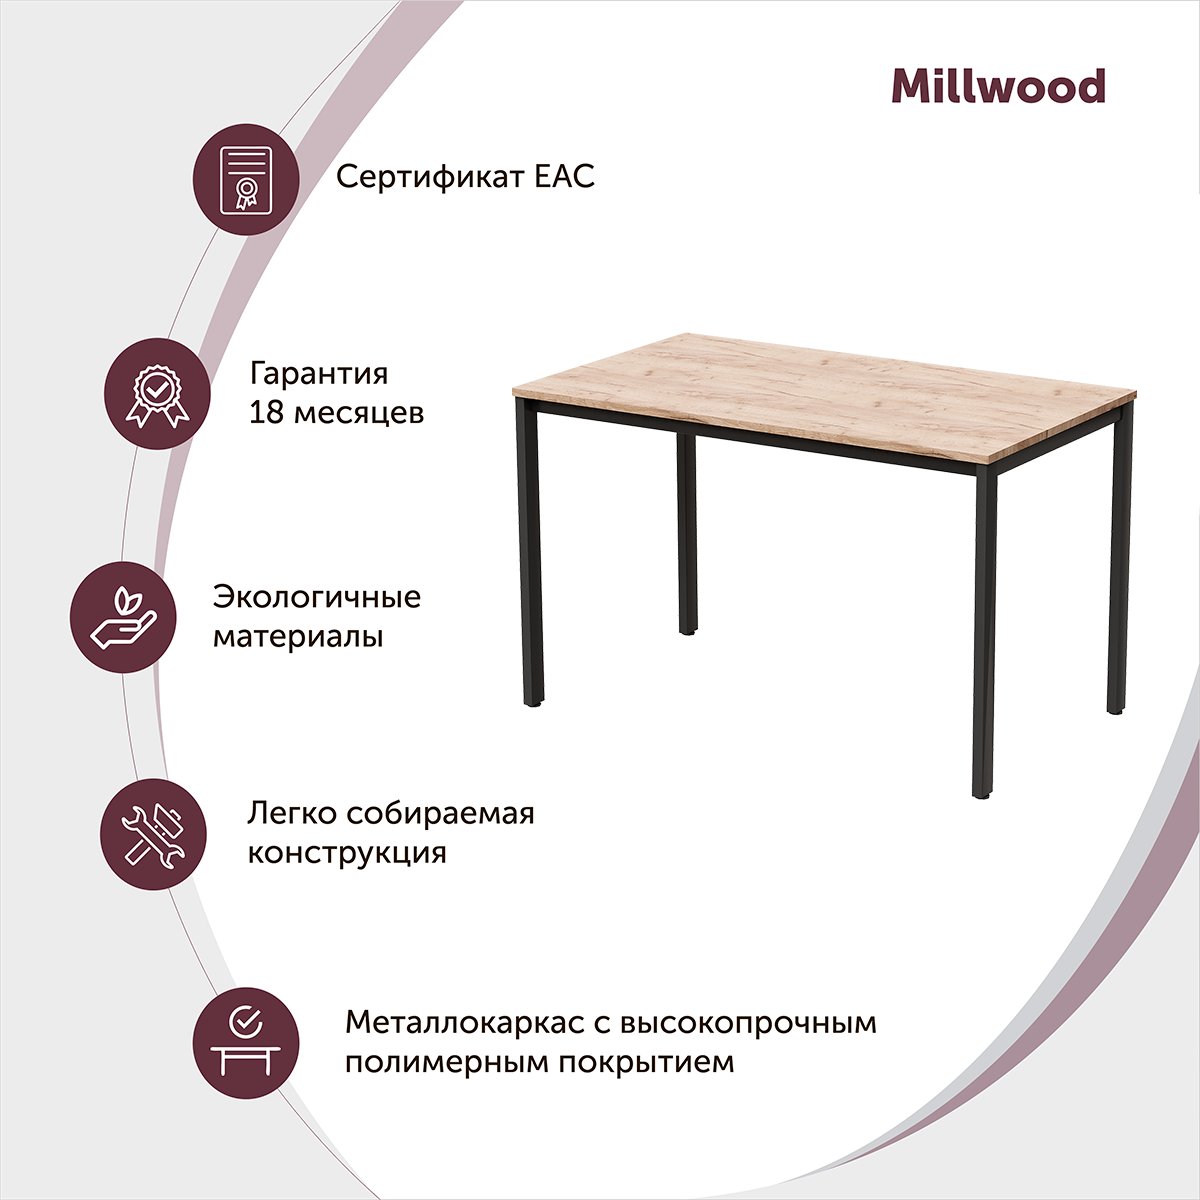 Millwood
Сертификат ЕАС
Гарантия
18 месяцев
Экологичные
материалы
Легко собираемая
конструкция
Металлокаркас с высокопрочным
полимерным покрытием